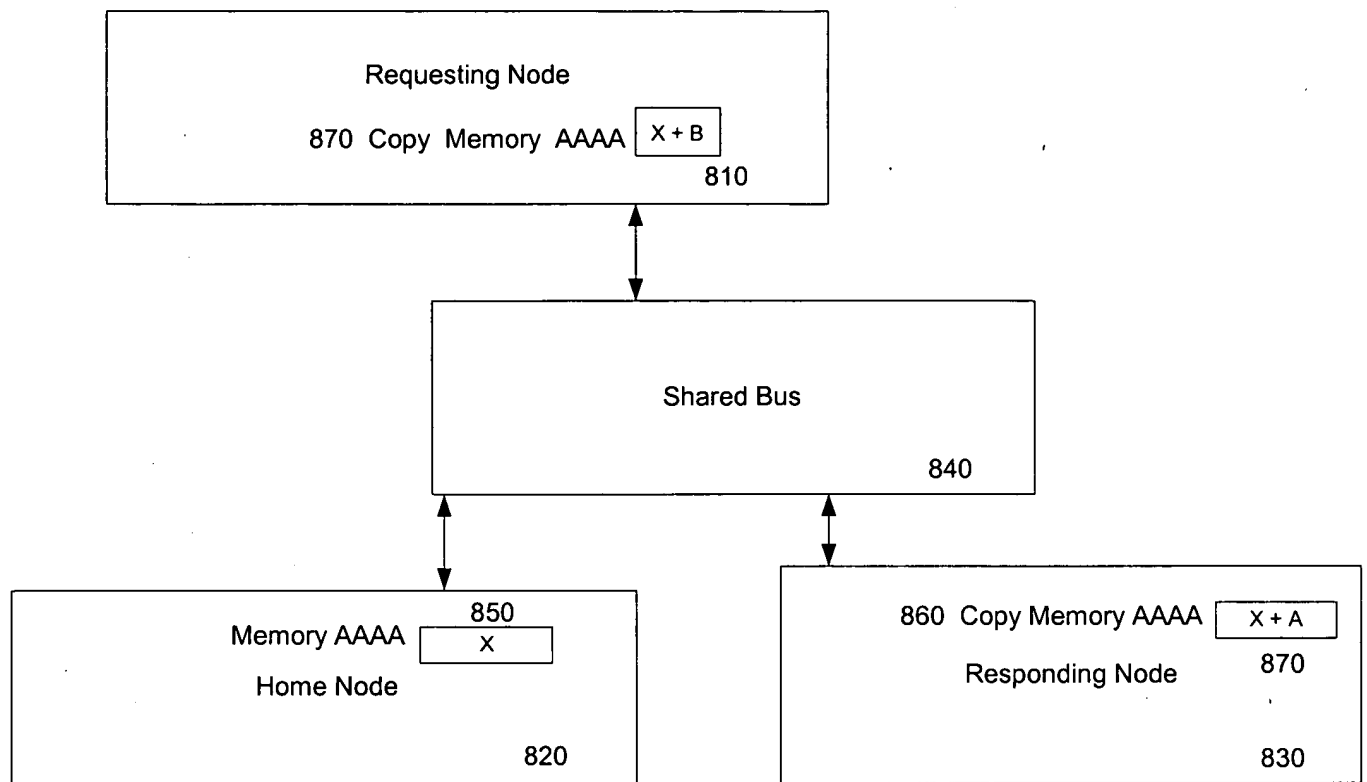 Requesting Node
870 Copy Memory AAAA X + B
810
Shared Bus
840
850
Memory AAAA X
Home Node
820
860 Copy Memory AAAA X + A
870
Responding Node
830